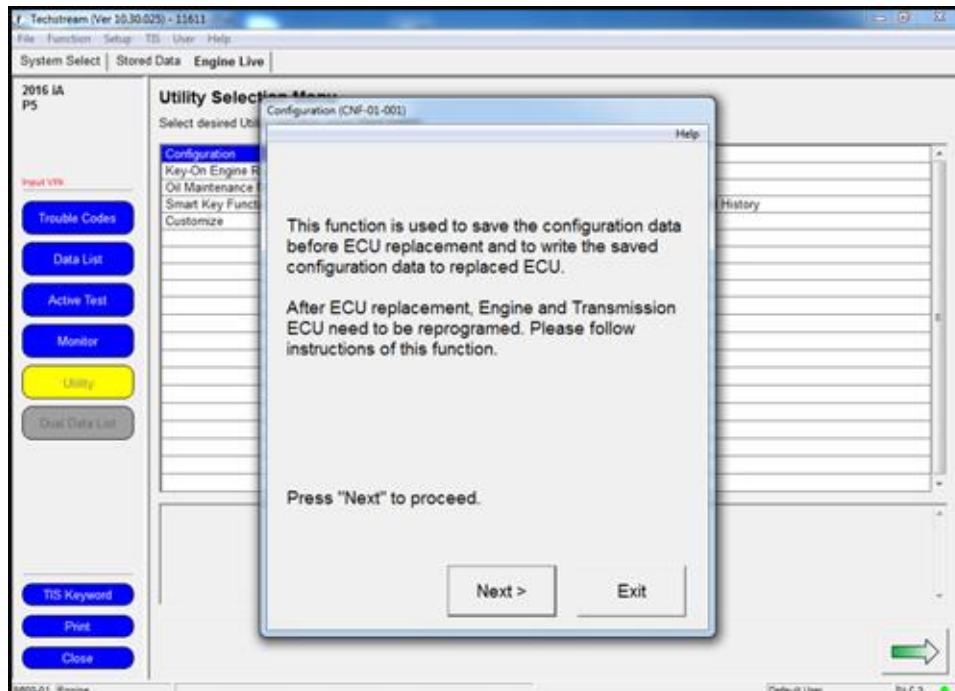 Techstream (Ver 10.30.025) - 11611
File Function Setup TIS User Help
System Select Stored Data Engine Live
2016 iA
P5
Input VIN
Trouble Codes
Data List
Active Test
Monitor
Utility
Dual Data List
TIS Keyword
Print
Close
Utility Selection Menu
Select desired
Configuration
Key-On Engine
Oil Maintenance
Smart Key History
Customize
Configuration (CNF-01-001)
Help
This function is used to save the configuration data
before ECU replacement and to write the saved
configuration data to replaced ECU.
After ECU replacement, Engine and Transmission
ECU need to be reprogramed. Please follow
instructions of this function.
Press "Next" to proceed.
Next > Exit
Default User